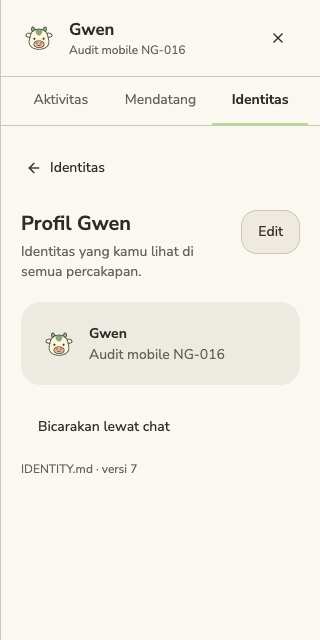 Gwen
Audit mobile NG-016
Aktivitas Mendatang Identitas
Identitas
Profil Gwen
Edit
Identitas yang kamu lihat di
semua percakapan.
Gwen
Audit mobile NG-016
Bicarakan lewat chat
IDENTITY.md · versi 7